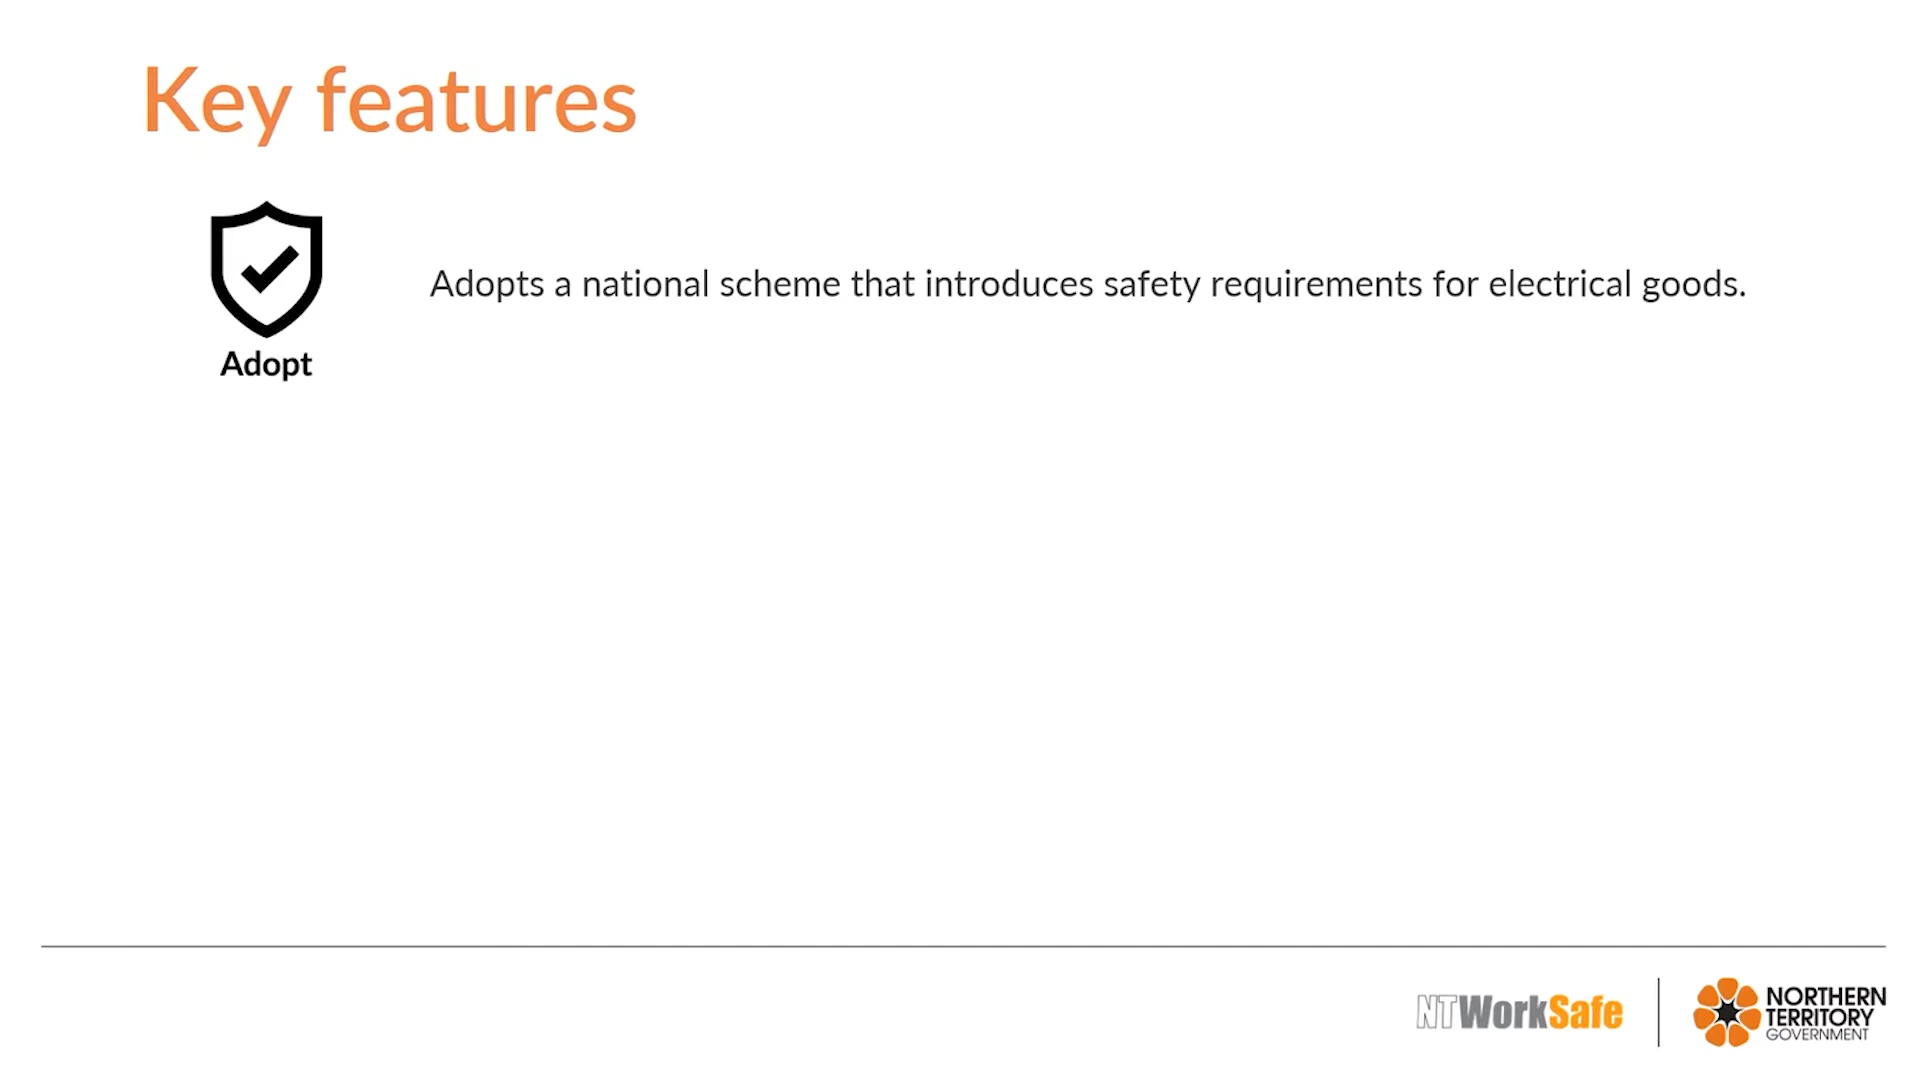 Key features
Adopts a national scheme that introduces safety requirements for electrical goods.
Adopt
NTWorkSafe
NORTHERN
TERRITORY
GOVERNMENT